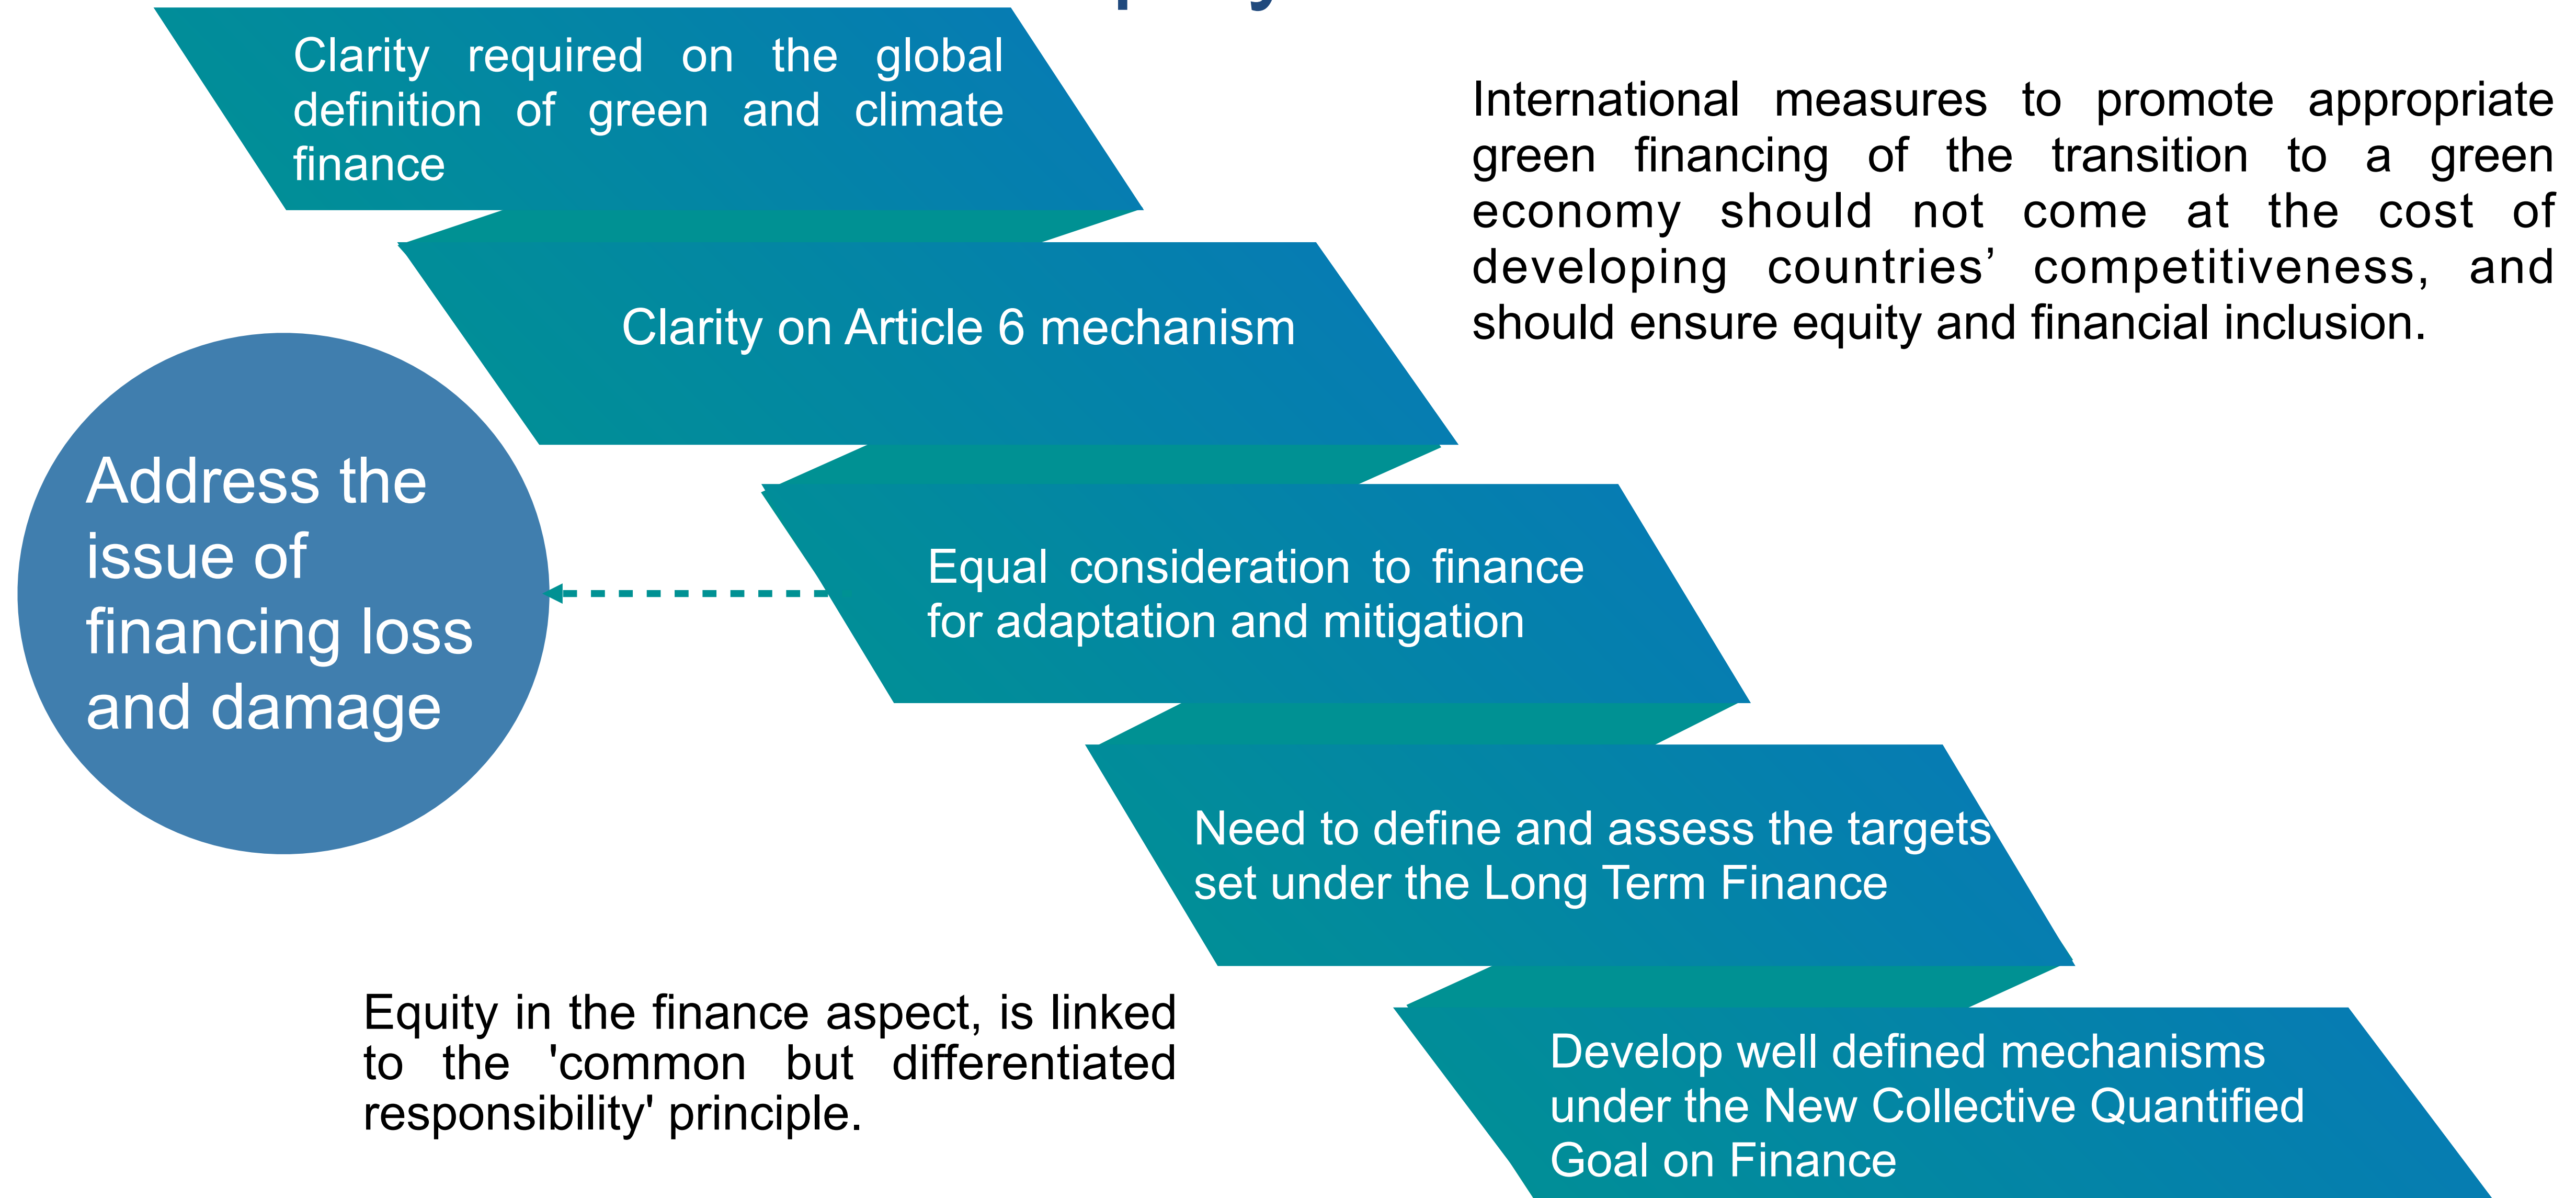 Clarity required on the global
definition of green and climate
finance
International measures to promote appropriate
green financing of the transition to a green
economy should not come at the cost of
developing countries’ competitiveness, and
should ensure equity and financial inclusion.
Clarity on Article 6 mechanism
Address the
issue of
financing loss
and damage
Equal consideration to finance
for adaptation and mitigation
Need to define and assess the targets
set under the Long Term Finance
Equity in the finance aspect, is linked
to the 'common but differentiated
responsibility' principle.
Develop well defined mechanisms
under the New Collective Quantified
Goal on Finance